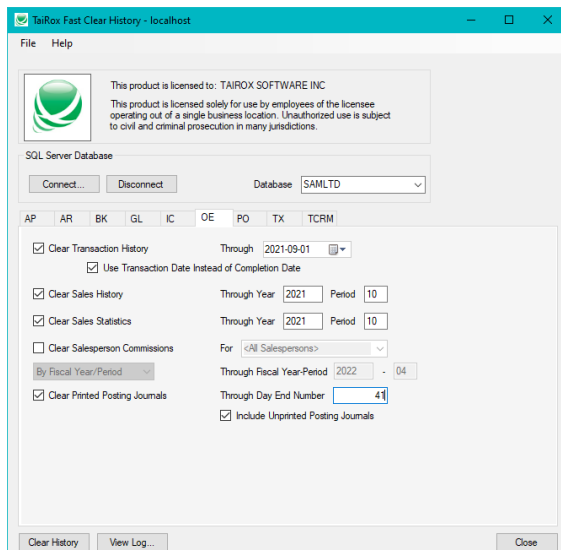 TaiRox Fast Clear History - localhost
File Help
This product is licensed to: TAIROX SOFTWARE INC
This product is licensed solely for use by employees of the licensee
operating out of a single business location. Unauthorized use is subject
to civil and criminal prosecution in many jurisdictions.
SQL Server Database
Connect... Disconnect Database SAMLTD
AP AR BK GL IC OE PO TX TCRM
Clear Transaction History Through 2021-09-01
Use Transaction Date Instead of Completion Date
Clear Sales History Through Year 2021 Period 10
Clear Sales Statistics Through Year 2021 Period 10
Clear Salesperson Commissions For <All Salespersons>
By Fiscal Year/Period Through Fiscal Year-Period 2022 - 04
Clear Printed Posting Journals Through Day End Number 41
Include Unprinted Posting Journals
Clear History View Log... Close